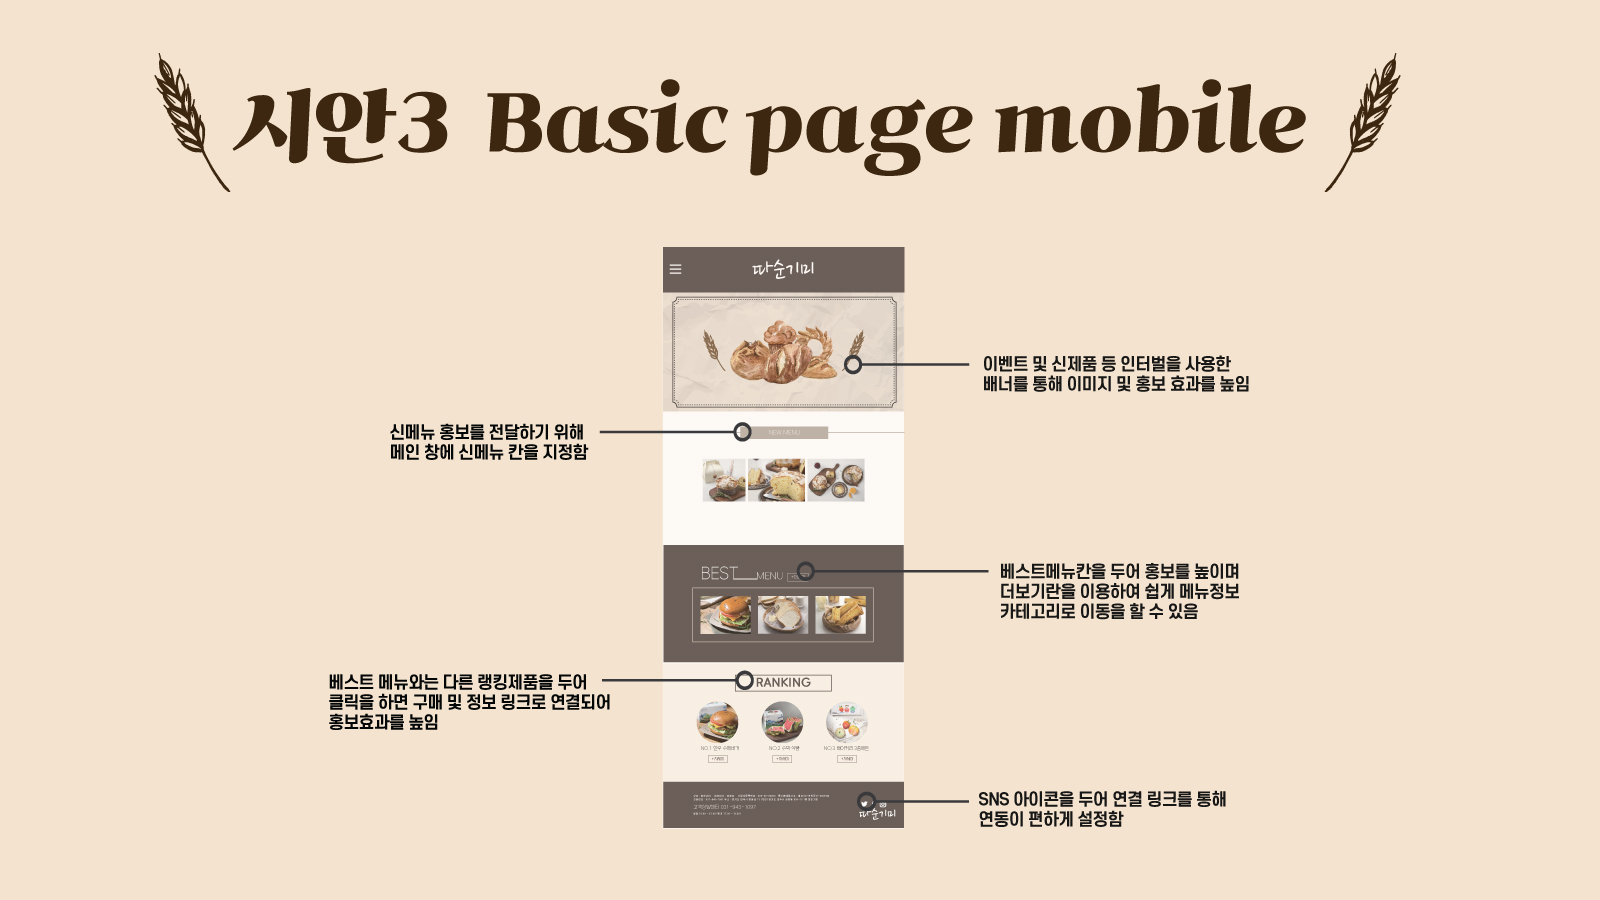 시안3 Basic page mobile
따순기미
이벤트 및 신제품 등 인터벌을 사용한
배너를 통해 이미지 및 홍보 효과를 높임
신메뉴 홍보를 전달하기 위해
메인 창에 신메뉴 칸을 지정함
NEW MENU
BEST MENU
베스트메뉴칸을 두어 홍보를 높이며
더보기란을 이용하여 쉽게 메뉴정보
카테고리로 이동을 할 수 있음
베스트 메뉴와는 다른 랭킹제품을 두어
클릭을 하면 구매 및 정보 링크로 연결되어
홍보효과를 높임
RANKING
NO.1
NO.2
NO.3
SNS 아이콘을 두어 연결 링크를 통해
연동이 편하게 설정함
따순기미